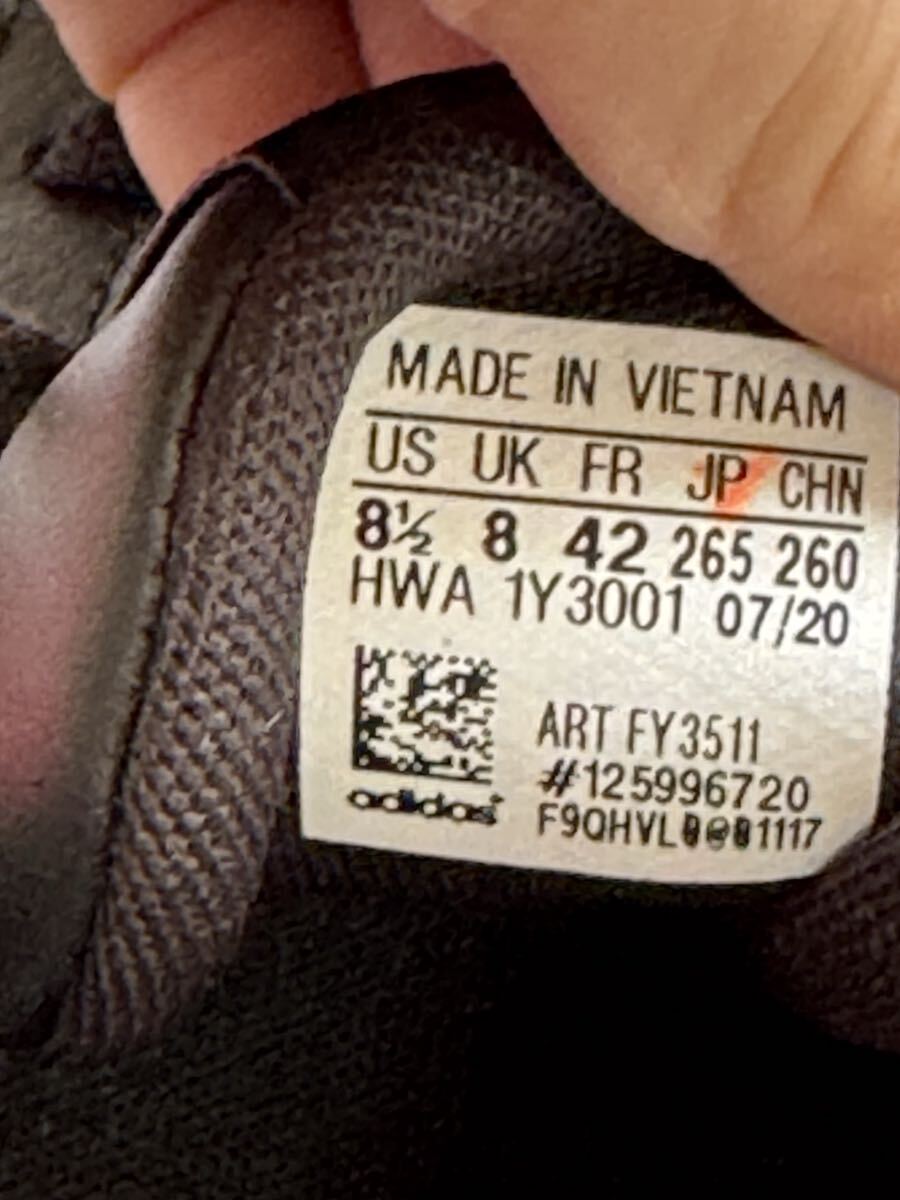 MADE IN VIETNAM
US UK FR JP CHN
8½ 8 42 265 260
HWA 1Y3001 07/20
ART FY3511
#125996720
adidas